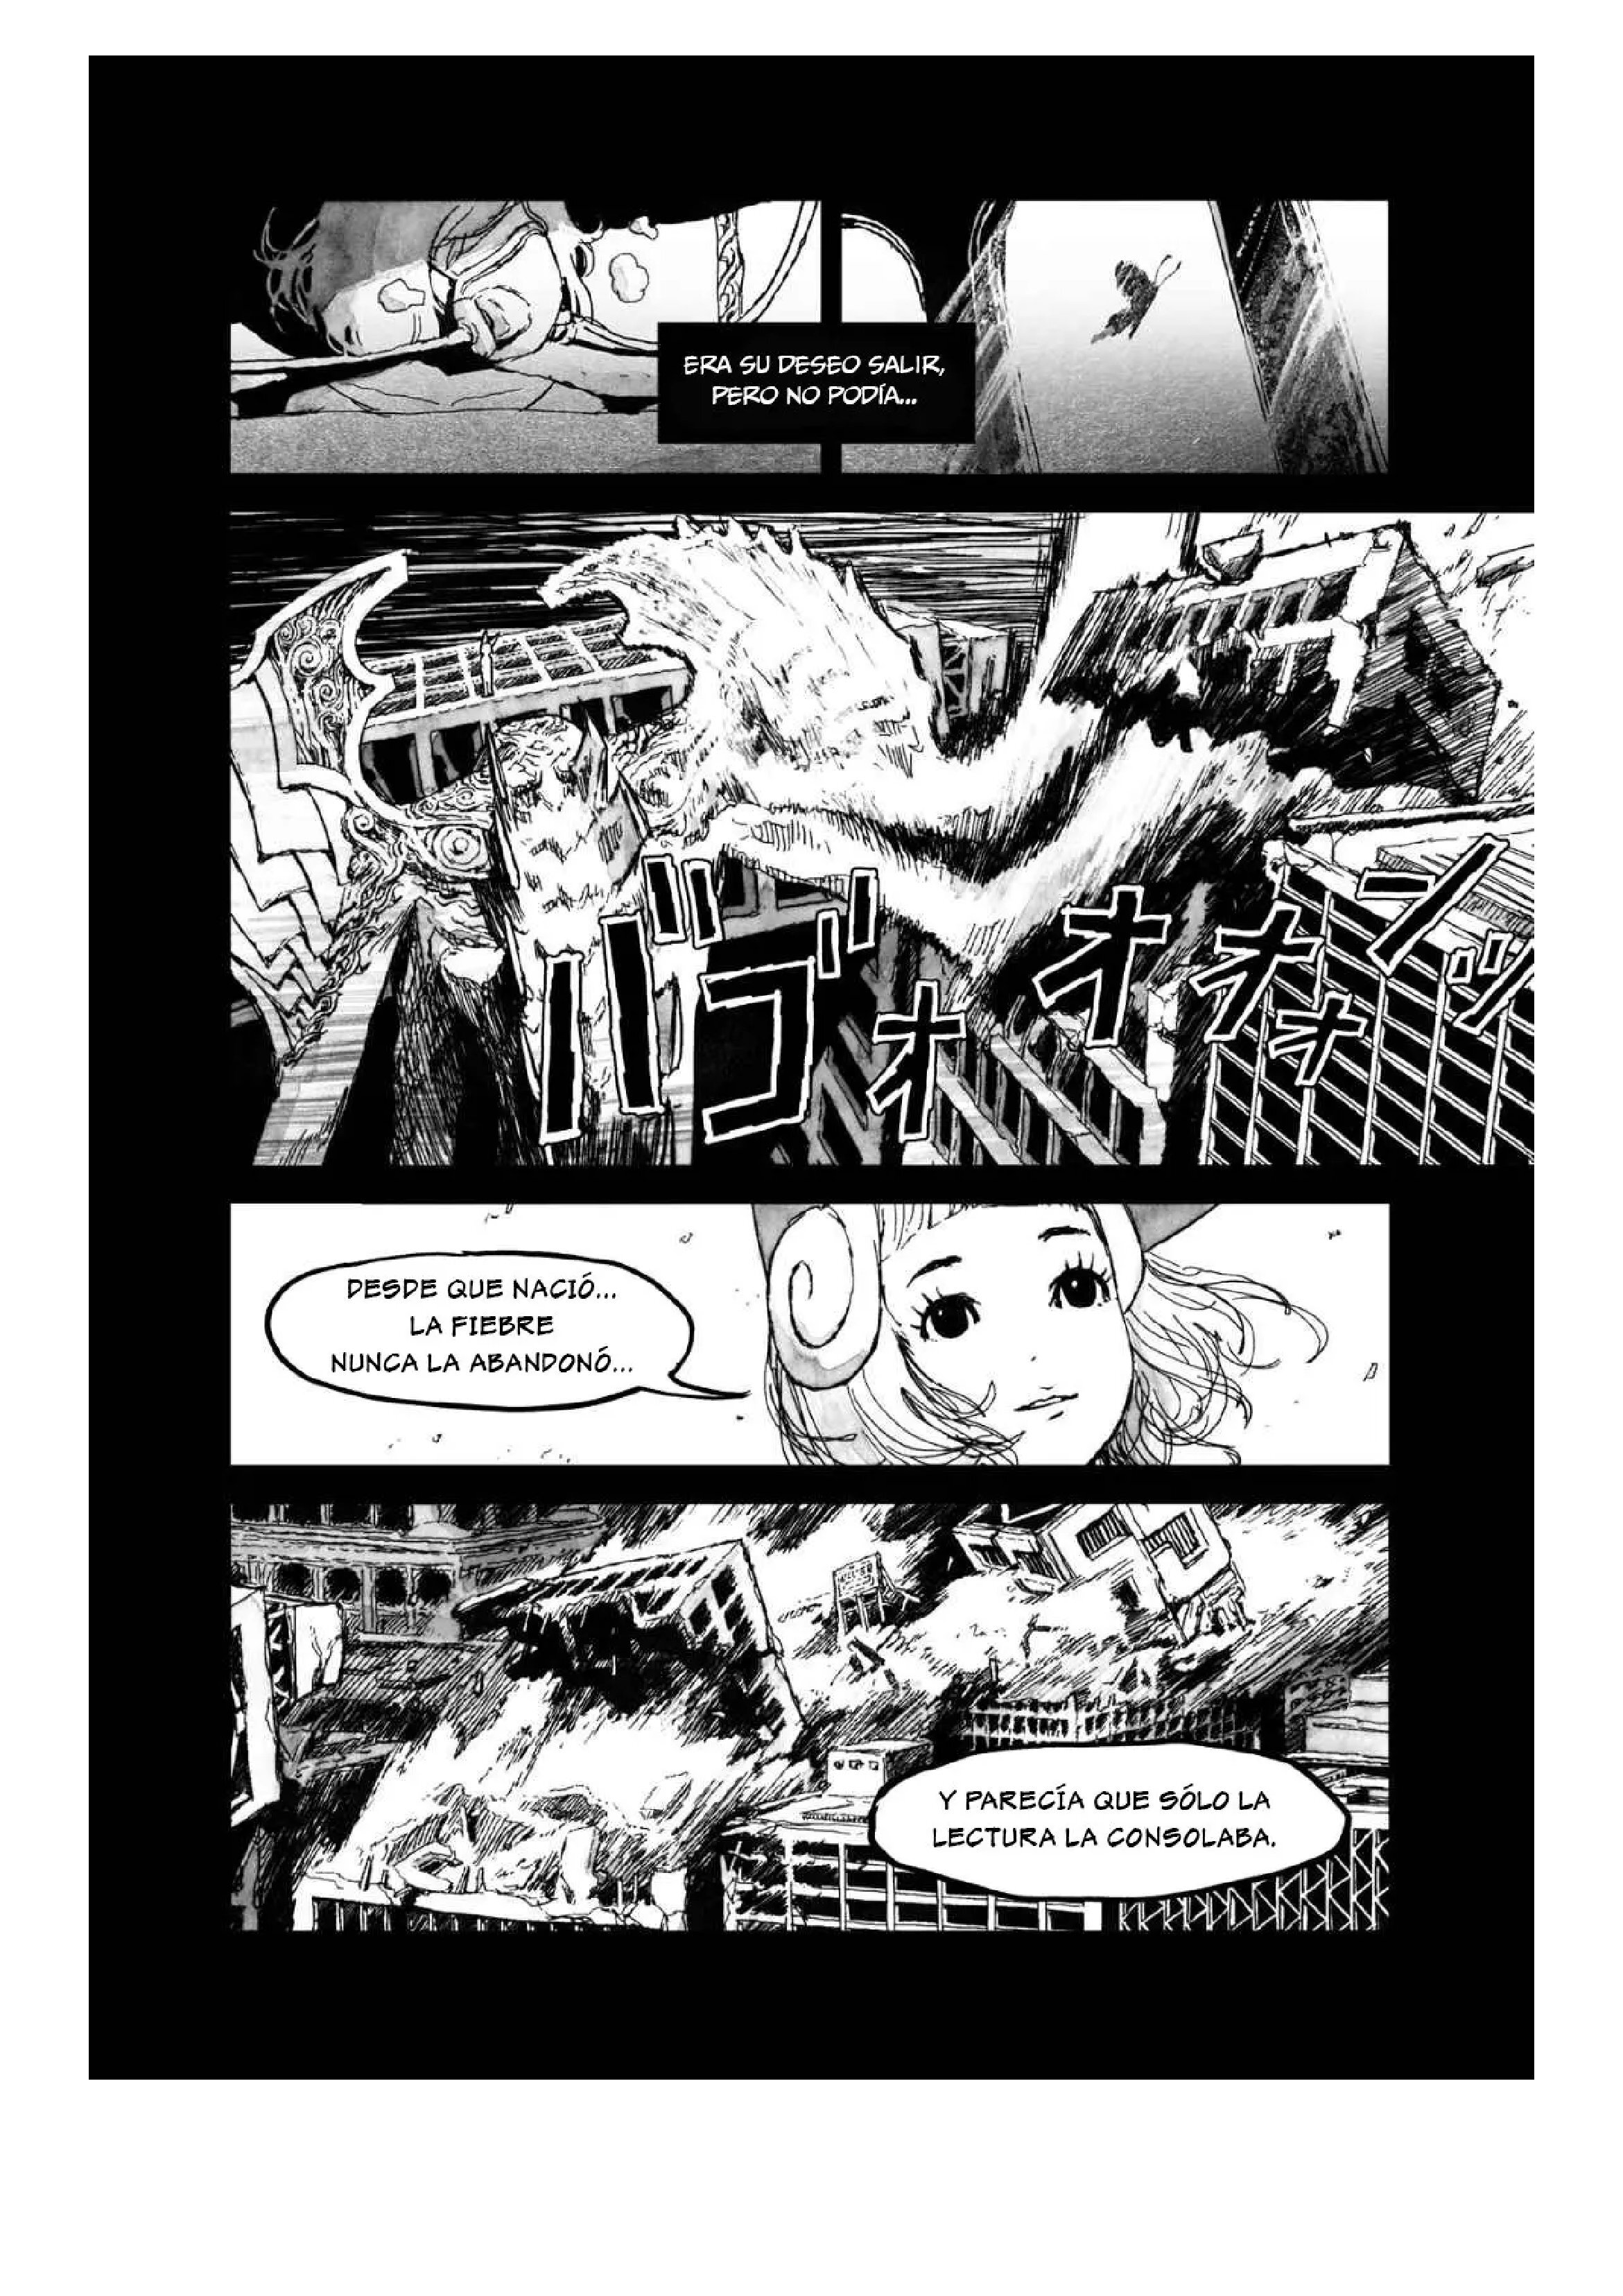 ERA SU DESEO SALIR,
PERO NO PODÍA...
バゴォオオォンッ
DESDE QUE NACIÓ...
LA FIEBRE
NUNCA LA ABANDONÓ...
Y PARECÍA QUE SÓLO LA
LECTURA LA CONSOLABA.